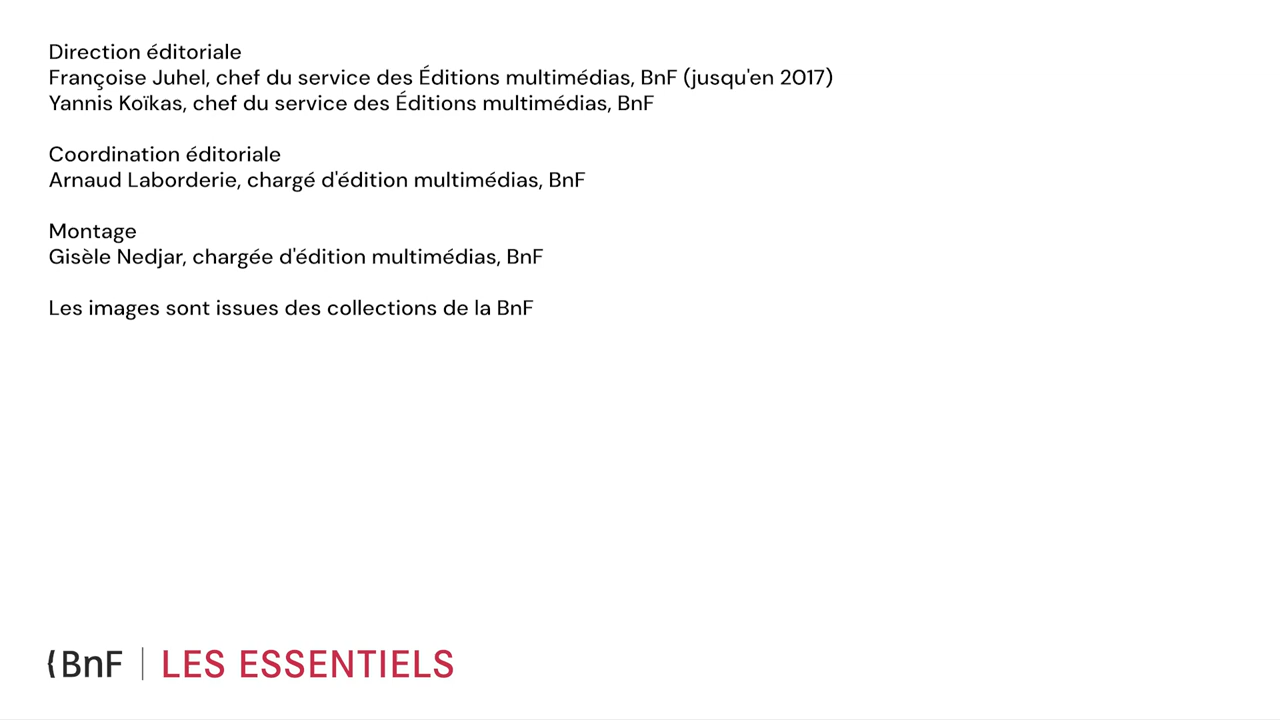 Direction éditoriale
Françoise Juhel, chef du service des Éditions multimédias, BnF (jusqu'en 2017)
Yannis Koïkas, chef du service des Éditions multimédias, BnF
Coordination éditoriale
Arnaud Laborderie, chargé d'édition multimédias, BnF
Montage
Gisèle Nedjar, chargée d'édition multimédias, BnF
Les images sont issues des collections de la BnF
{BnF | LES ESSENTIELS